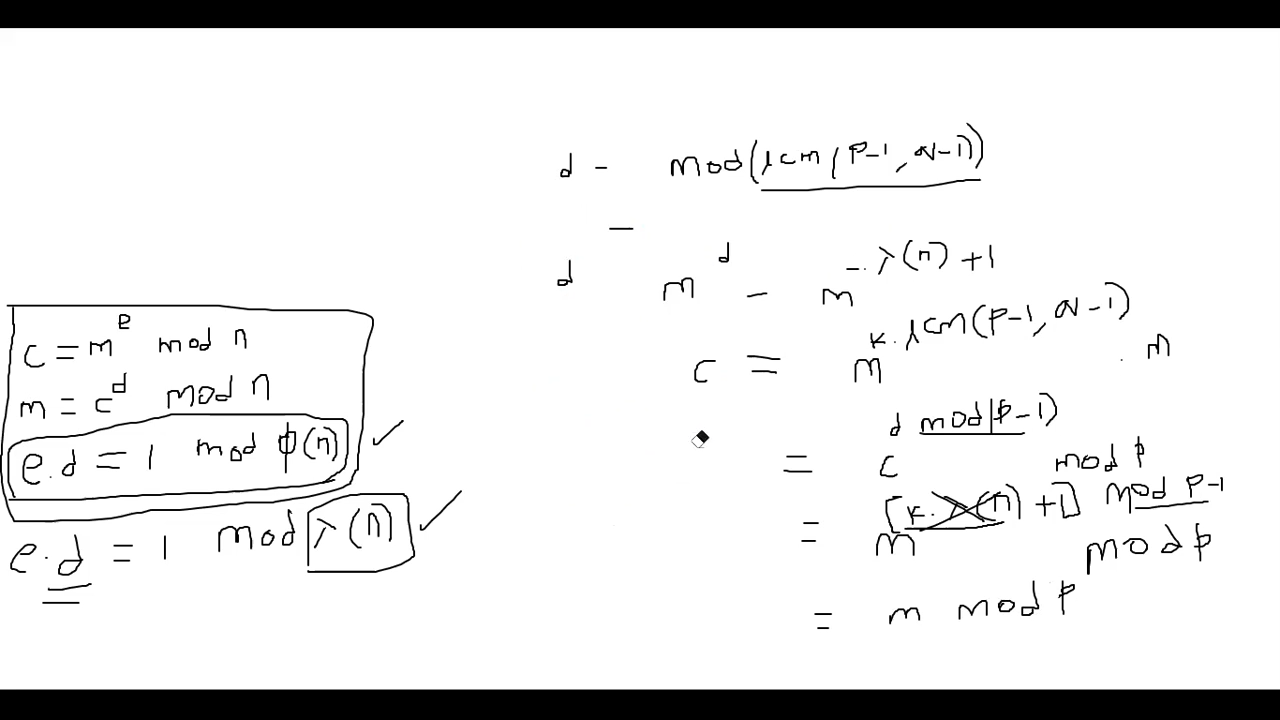 d - mod(lcm(p-1, q-1))
-
d m^d - m^-.λ(n)+1
c = m^k.lcm(p-1, q-1) . m
= c^d mod(p-1) mod p
= m^[k.λ(n)+1] mod p-1 mod p
= m mod p
c = m^e mod n
m = c^d mod n
e.d = 1 mod φ(n) ✓
e.d = 1 mod λ(n) ✓